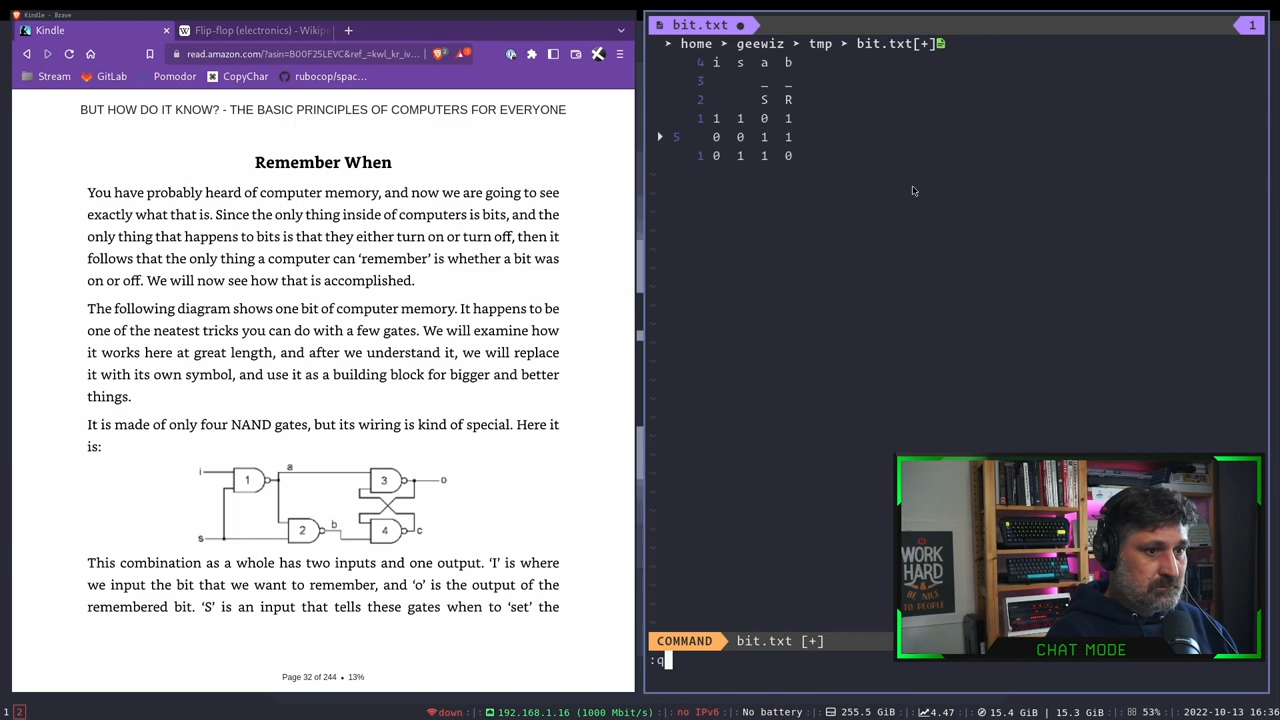 Kindle - Brave
Kindle
Flip-flop (electronics) - Wikip
read.amazon.com/?asin=B00F25LEVC&ref_=kwl_kr_iv...
Stream GitLab Pomodor CopyChar rubocop/spac...
BUT HOW DO IT KNOW? - THE BASIC PRINCIPLES OF COMPUTERS FOR EVERYONE
Remember When
You have probably heard of computer memory, and now we are going to see
exactly what that is. Since the only thing inside of computers is bits, and the
only thing that happens to bits is that they either turn on or turn off, then it
follows that the only thing a computer can ‘remember’ is whether a bit was
on or off. We will now see how that is accomplished.
The following diagram shows one bit of computer memory. It happens to be
one of the neatest tricks you can do with a few gates. We will examine how
it works here at great length, and after we understand it, we will replace
it with its own symbol, and use it as a building block for bigger and better
things.
It is made of only four NAND gates, but its wiring is kind of special. Here it
is:
i 1 a 3 o
s 2 b 4 c
This combination as a whole has two inputs and one output. ‘I’ is where
we input the bit that we want to remember, and ‘o’ is the output of the
remembered bit. ‘S’ is an input that tells these gates when to ‘set’ the
Page 32 of 244 • 13%
bit.txt ● 1
home geewiz tmp bit.txt[+]
4 i s a b
3 _ _
2 S R
1 1 1 0 1
5 0 0 1 1
1 0 1 1 0
WORK
HARD
BE NICE
TO PEOPLE
CHAT MODE
COMMAND bit.txt [+]
:q
1 2 down :|: 192.168.1.16 (1000 Mbit/s) :|: no IPv6 :|: No battery :|: 255.5 GiB :|: 4.47 :|: 15.4 GiB | 15.3 GiB :|: 53% :|: 2022-10-13 16:36